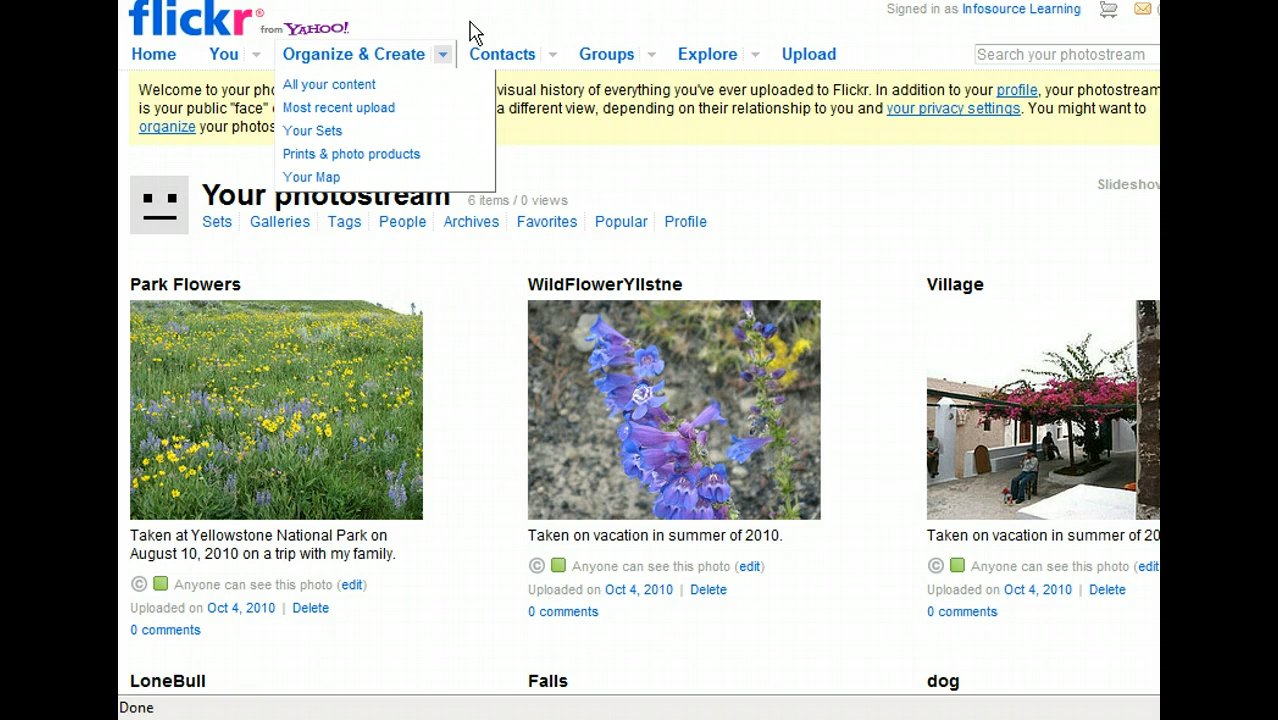 flickr® from YAHOO!
Signed in as Infosource Learning
Home You Organize & Create Contacts Groups Explore Upload Search your photostream
All your content
Most recent upload
Your Sets
Prints & photo products
Your Map
Welcome to your pho visual history of everything you've ever uploaded to Flickr. In addition to your profile, your photostream
is your public "face" a different view, depending on their relationship to you and your privacy settings. You might want to
organize your photos
Your photostream 6 items / 0 views
Slideshow
Sets Galleries Tags People Archives Favorites Popular Profile
Park Flowers
Taken at Yellowstone National Park on
August 10, 2010 on a trip with my family.
© Anyone can see this photo (edit)
Uploaded on Oct 4, 2010 | Delete
0 comments
WildFlowerYllstne
Taken on vacation in summer of 2010.
© Anyone can see this photo (edit)
Uploaded on Oct 4, 2010 | Delete
0 comments
Village
Taken on vacation in summer of 20
© Anyone can see this photo (edit
Uploaded on Oct 4, 2010 | Delete
0 comments
LoneBull
Falls
dog
Done